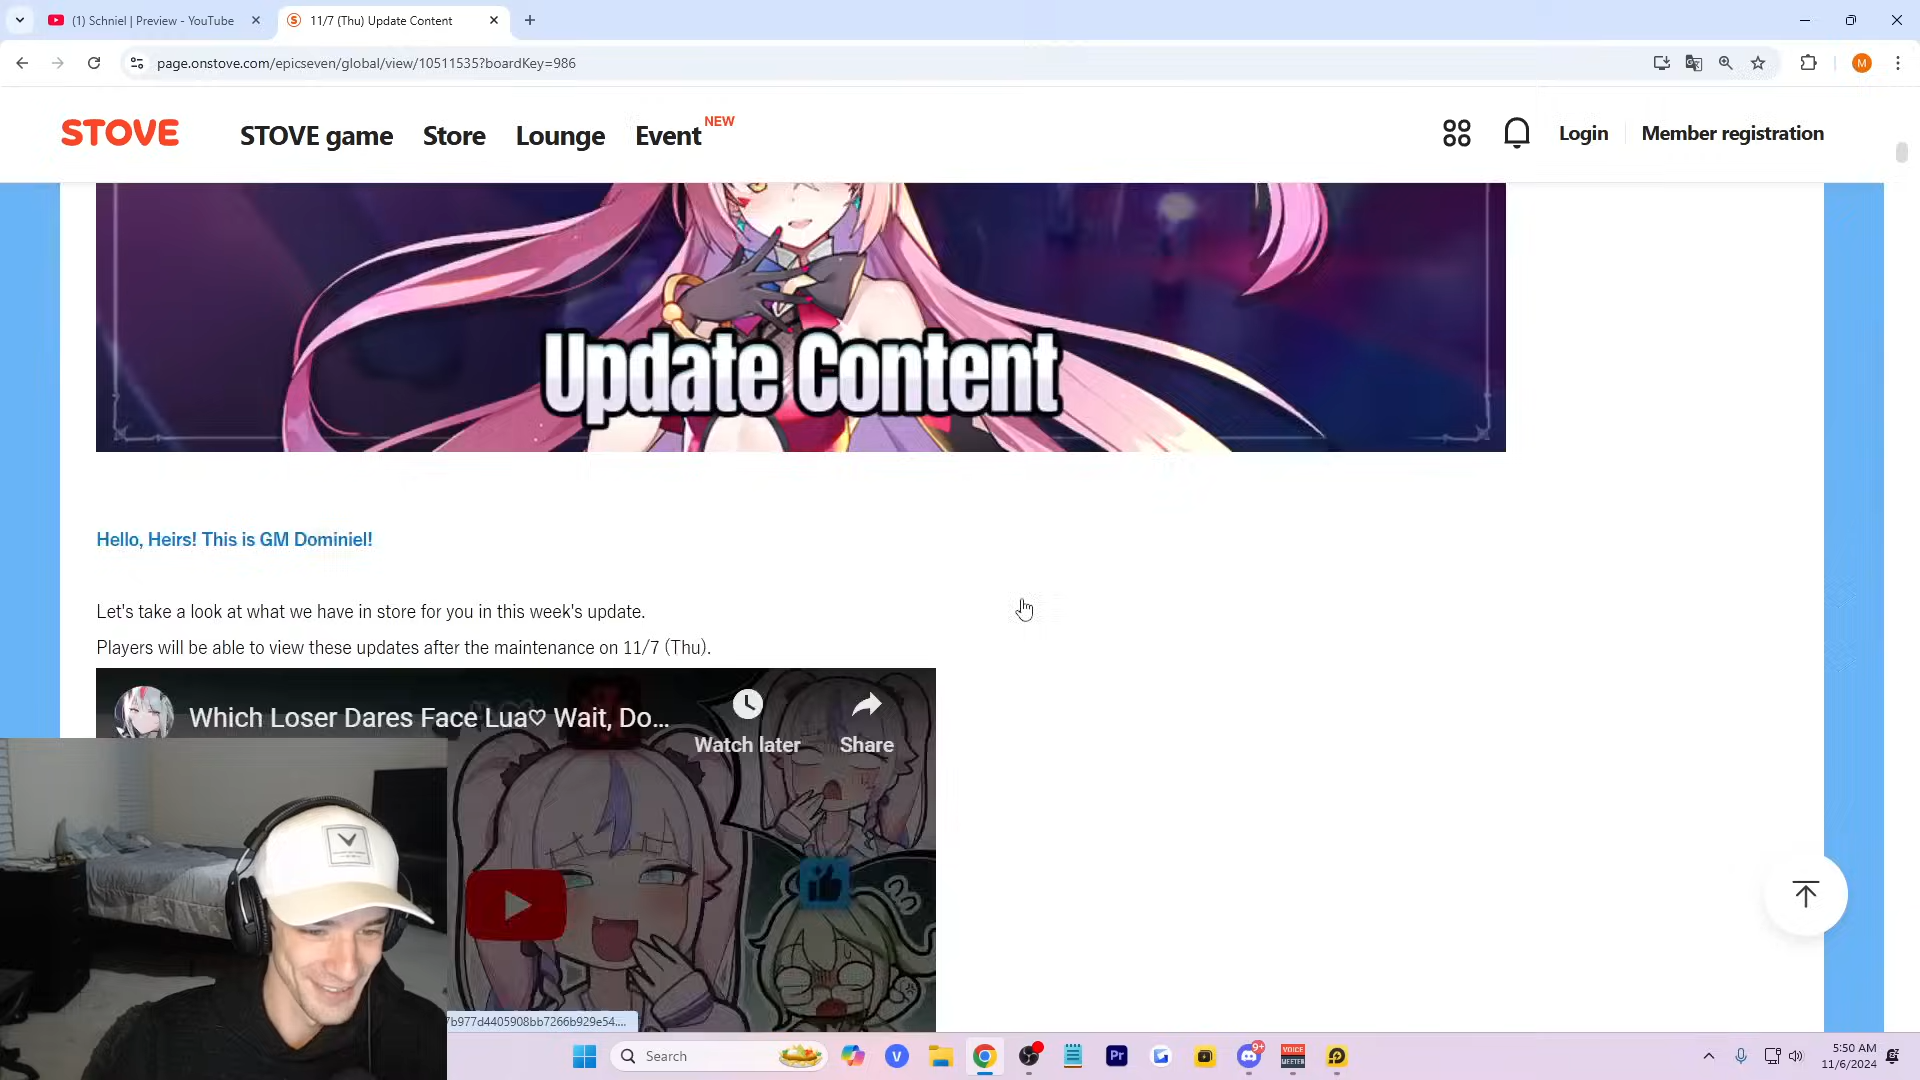 (1) Schniel | Preview - YouTube
11/7 (Thu) Update Content
page.onstove.com/epicseven/global/view/10511535?boardKey=986
M
STOVE
STOVE game
Store
Lounge
Event
NEW
Login
Member registration
Update Content
Hello, Heirs! This is GM Dominiel!
Let's take a look at what we have in store for you in this week's update.
Players will be able to view these updates after the maintenance on 11/7 (Thu).
Which Loser Dares Face Lua♡ Wait, Do...
Watch later
Share
7b977d4405908bb7266b929e54....
Search
V
Pr
9+
VOICE
MEETER
5:50 AM
11/6/2024